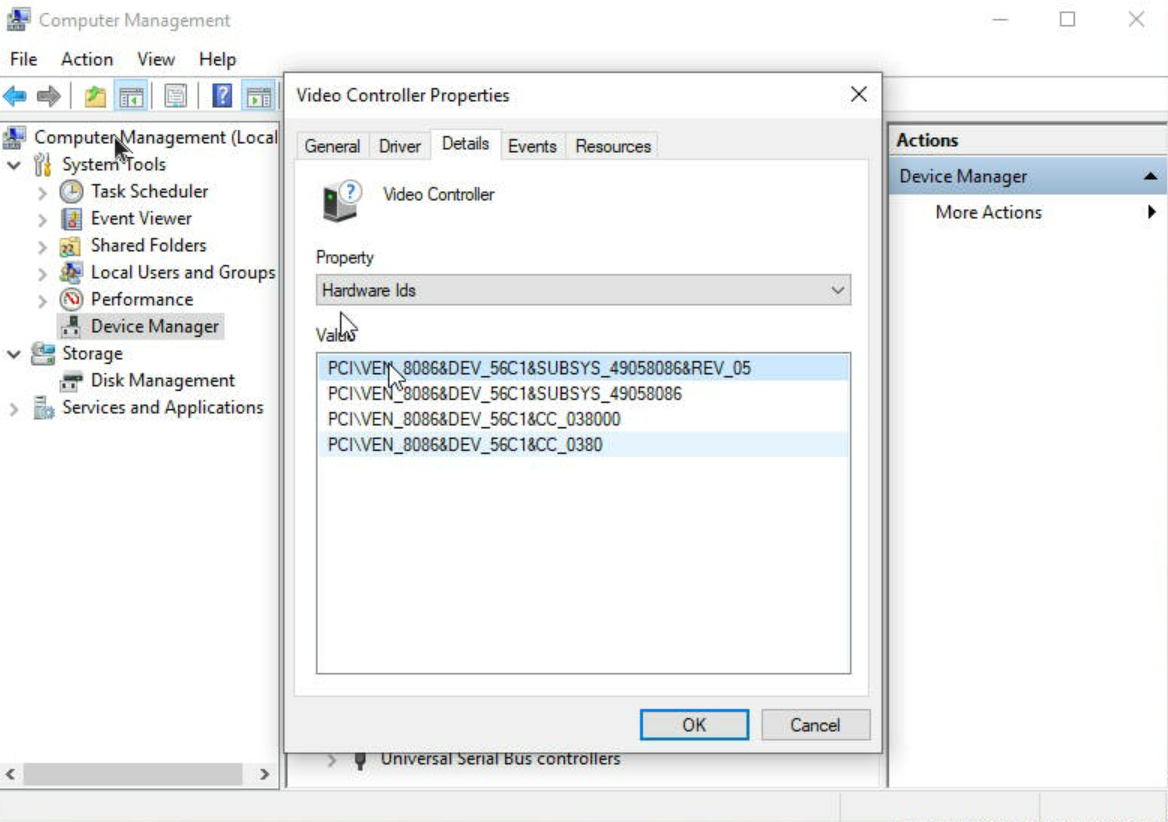 Computer Management
File Action View Help
Computer Management (Local
System Tools
Task Scheduler
Event Viewer
Shared Folders
Local Users and Groups
Performance
Device Manager
Storage
Disk Management
Services and Applications
Video Controller Properties
General Driver Details Events Resources
Video Controller
Property
Hardware Ids
Value
PCI\VEN_8086&DEV_56C1&SUBSYS_49058086&REV_05
PCI\VEN_8086&DEV_56C1&SUBSYS_49058086
PCI\VEN_8086&DEV_56C1&CC_038000
PCI\VEN_8086&DEV_56C1&CC_0380
OK Cancel
Universal Serial Bus controllers
Actions
Device Manager
More Actions